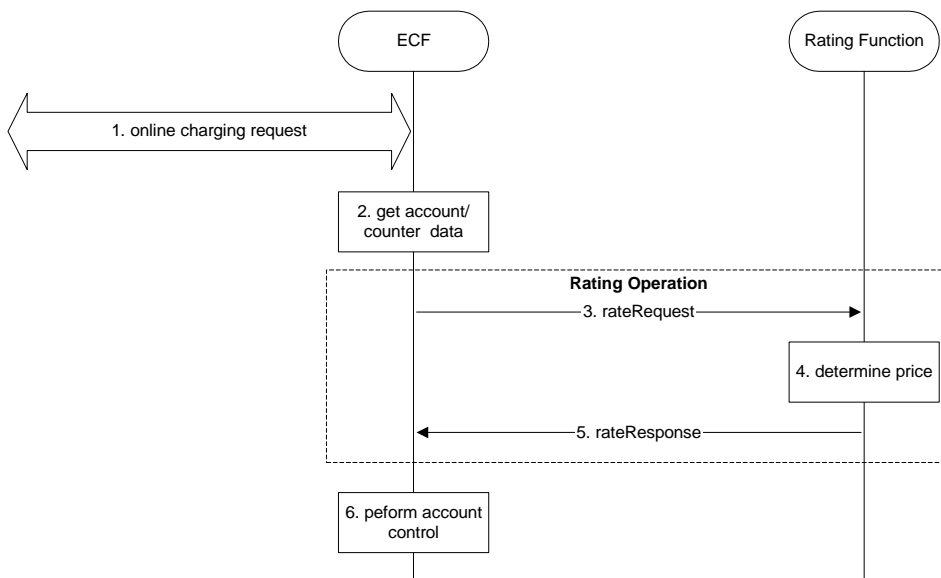 ECF
Rating Function
1. online charging request
2. get account/
counter data
Rating Operation
3. rateRequest
4. determine price
5. rateResponse
6. peform account
control